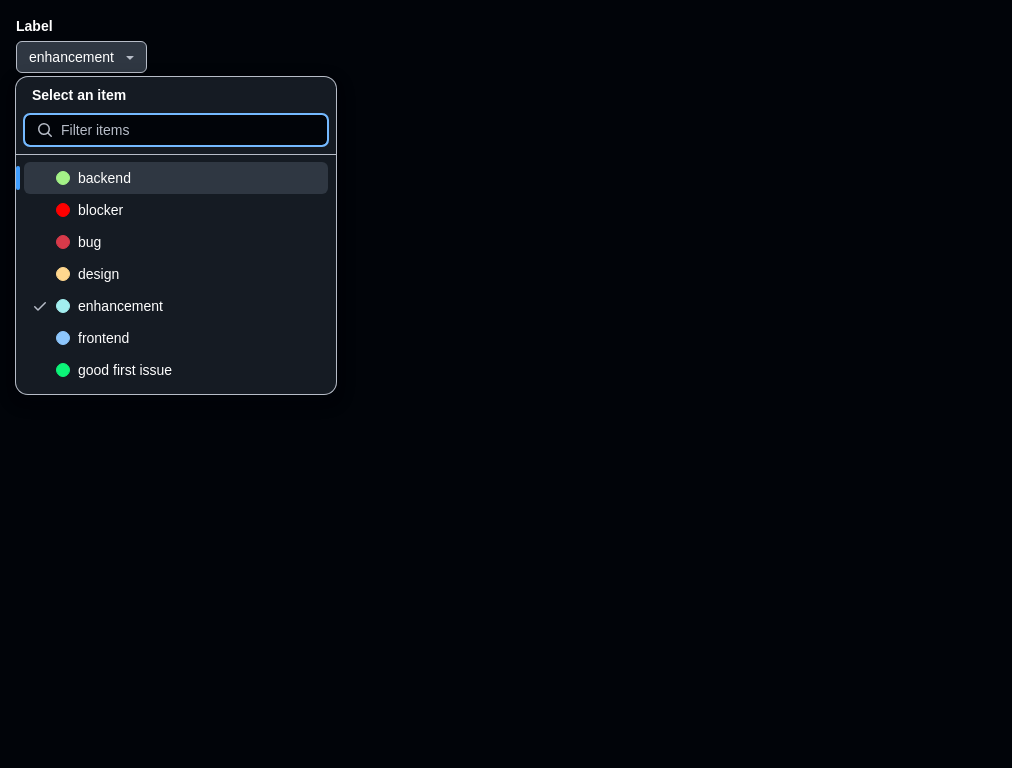 Label
enhancement
Select an item
Filter items
backend
blocker
bug
design
enhancement
frontend
good first issue